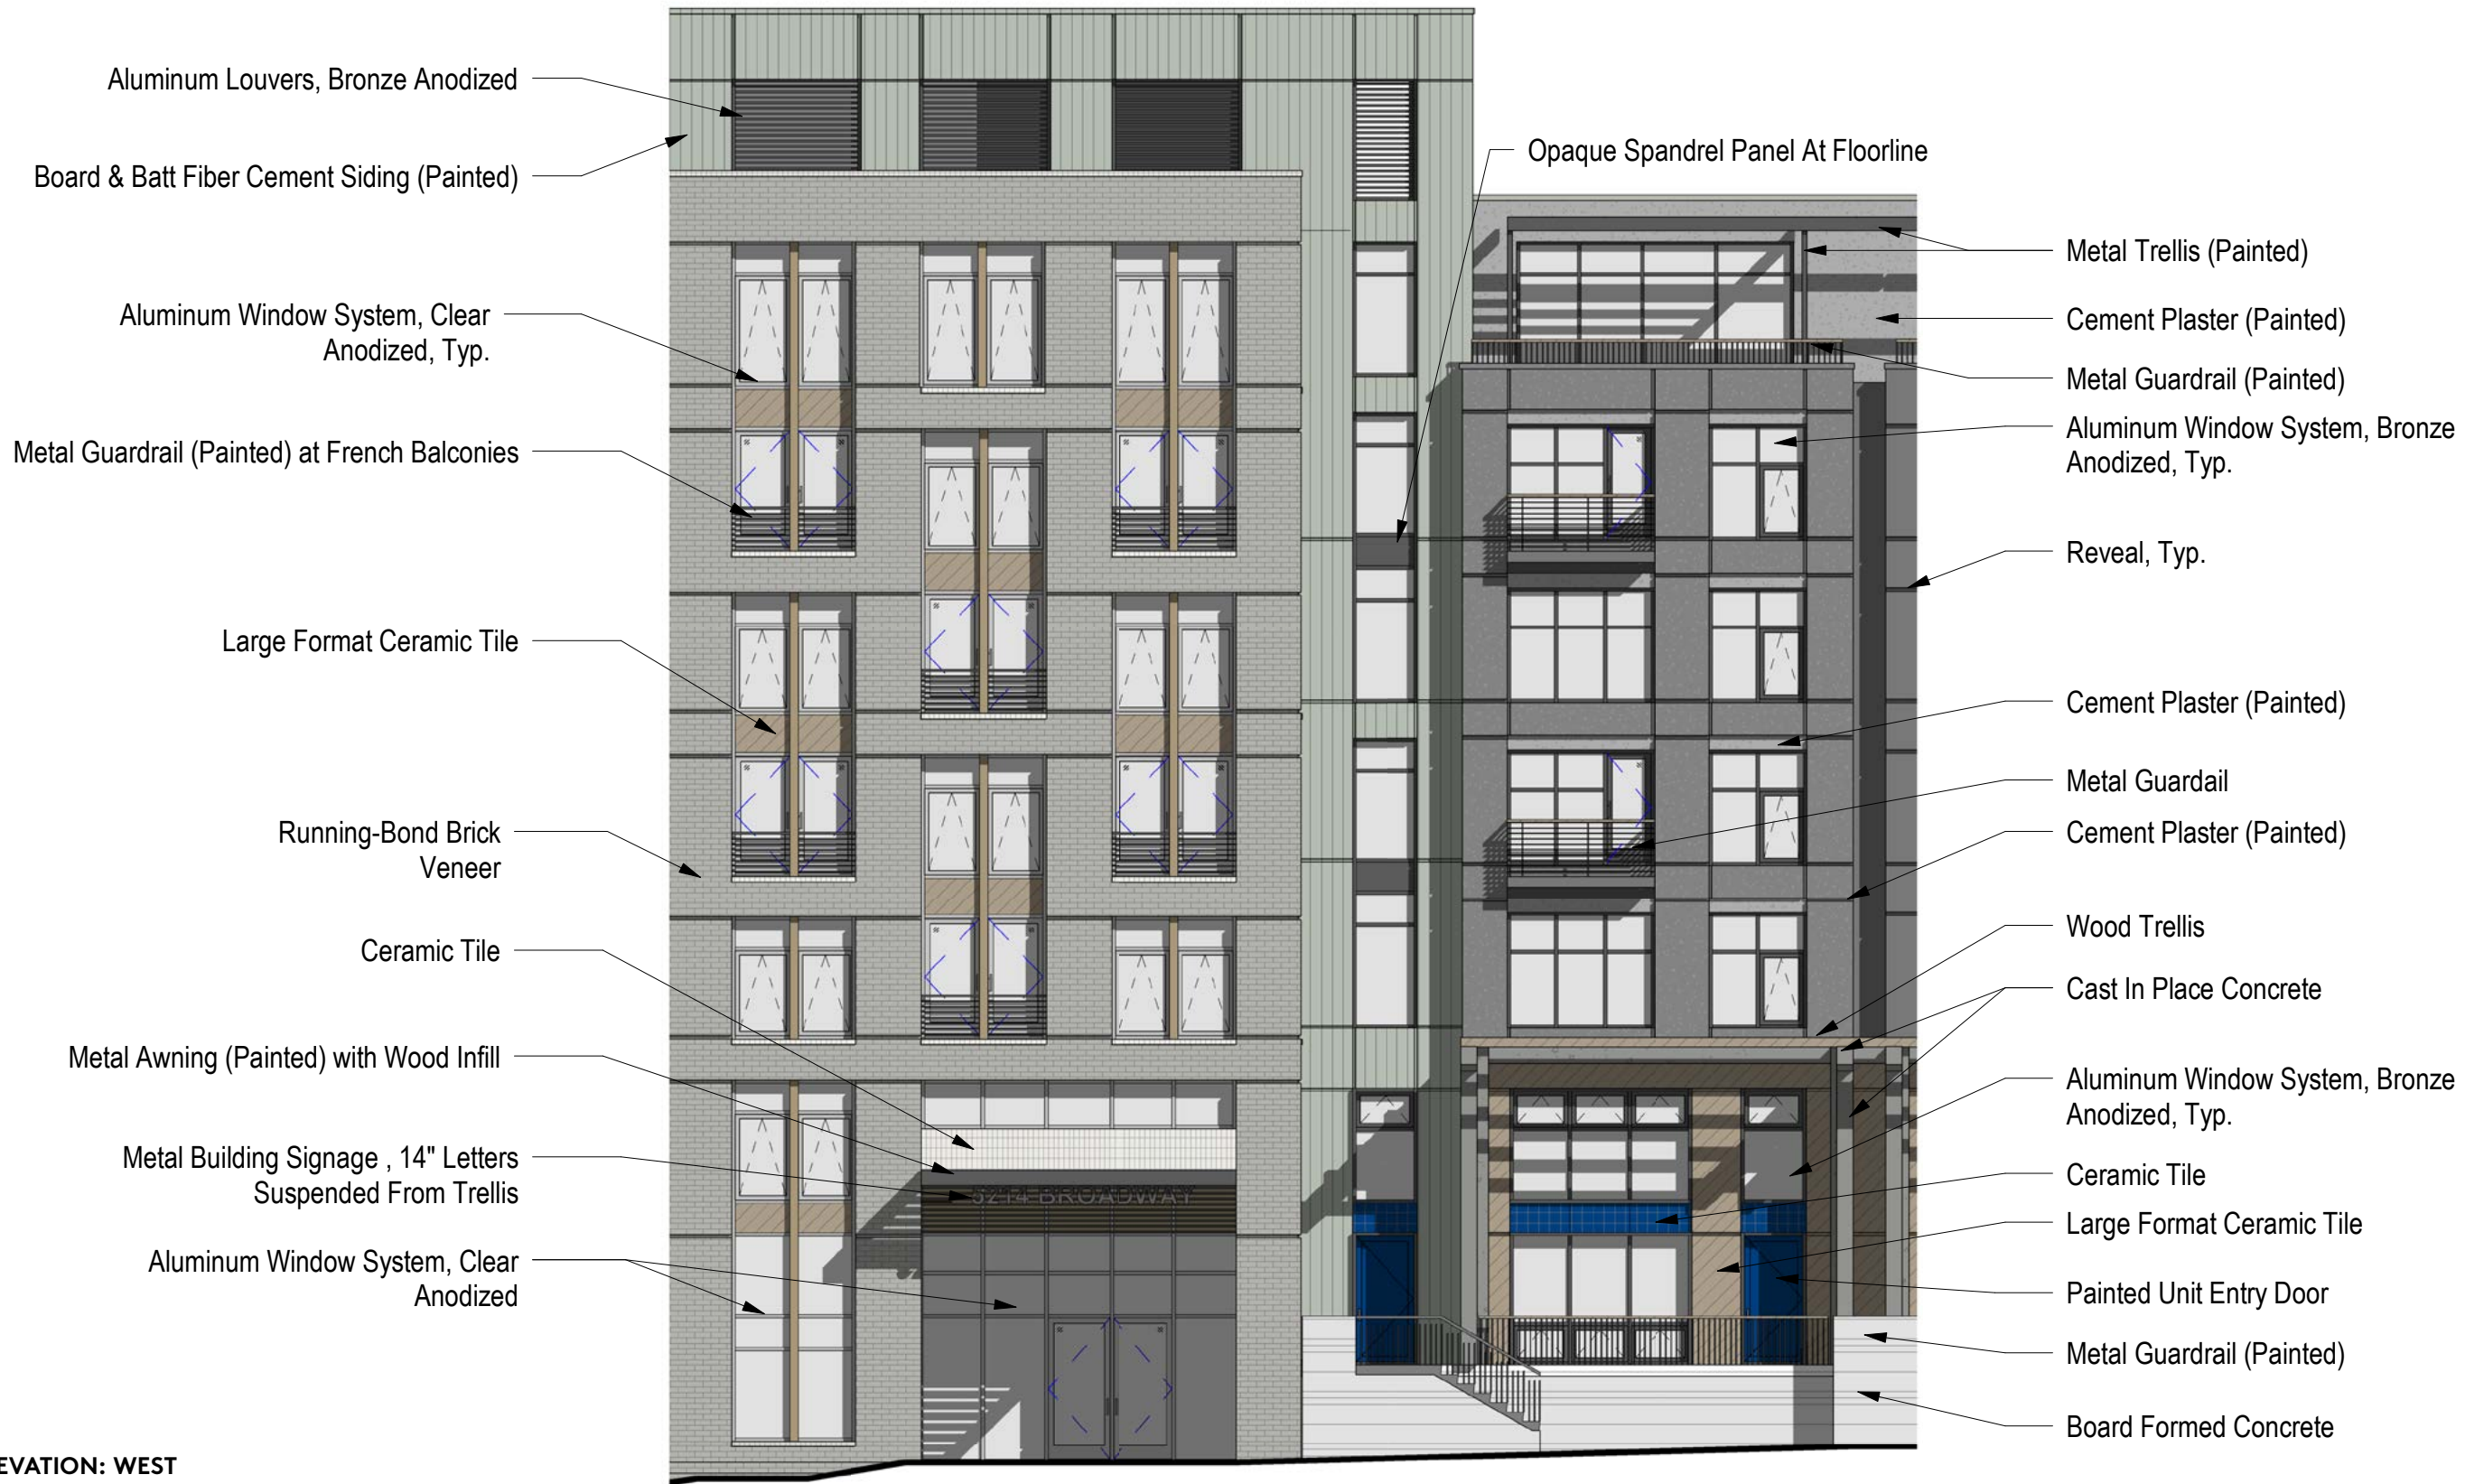 Aluminum Louvers, Bronze Anodized
Board & Batt Fiber Cement Siding (Painted)
Aluminum Window System, Clear
Anodized, Typ.
Metal Guardrail (Painted) at French Balconies
Large Format Ceramic Tile
Running-Bond Brick
Veneer
Ceramic Tile
Metal Awning (Painted) with Wood Infill
Metal Building Signage , 14" Letters
Suspended From Trellis
Aluminum Window System, Clear
Anodized
EVATION: WEST
5214 BROADWAY
Opaque Spandrel Panel At Floorline
Metal Trellis (Painted)
Cement Plaster (Painted)
Metal Guardrail (Painted)
Aluminum Window System, Bronze
Anodized, Typ.
Reveal, Typ.
Cement Plaster (Painted)
Metal Guardail
Cement Plaster (Painted)
Wood Trellis
Cast In Place Concrete
Aluminum Window System, Bronze
Anodized, Typ.
Ceramic Tile
Large Format Ceramic Tile
Painted Unit Entry Door
Metal Guardrail (Painted)
Board Formed Concrete